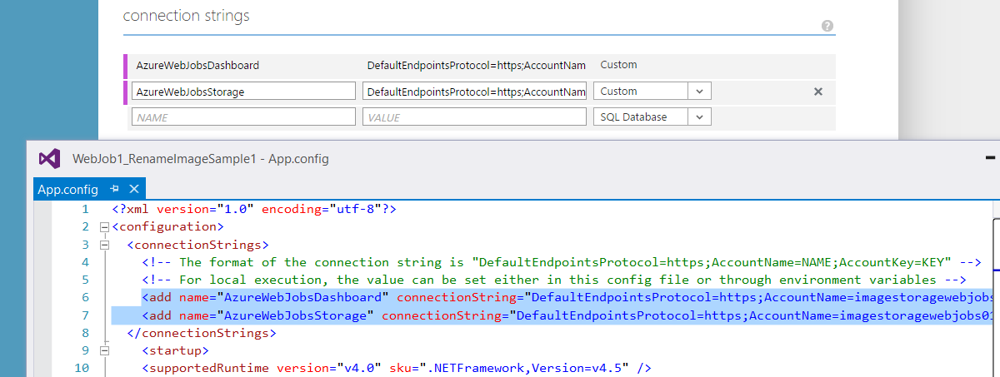 connection strings
?
AzureWebJobsDashboard DefaultEndpointsProtocol=https;AccountNam Custom
AzureWebJobsStorage DefaultEndpointsProtocol=https;AccountNam Custom
NAME VALUE SQL Database
WebJob1_RenameImageSample1 - App.config
App.config
1 <?xml version="1.0" encoding="utf-8"?>
2 <configuration>
3 <connectionStrings>
4 <!-- The format of the connection string is "DefaultEndpointsProtocol=https;AccountName=NAME;AccountKey=KEY" -->
5 <!-- For local execution, the value can be set either in this config file or through environment variables -->
6 <add name="AzureWebJobsDashboard" connectionString="DefaultEndpointsProtocol=https;AccountName=imagestoragewebjobs
7 <add name="AzureWebJobsStorage" connectionString="DefaultEndpointsProtocol=https;AccountName=imagestoragewebjobs01
8 </connectionStrings>
9 <startup>
10 <supportedRuntime version="v4.0" sku=".NETFramework,Version=v4.5" />